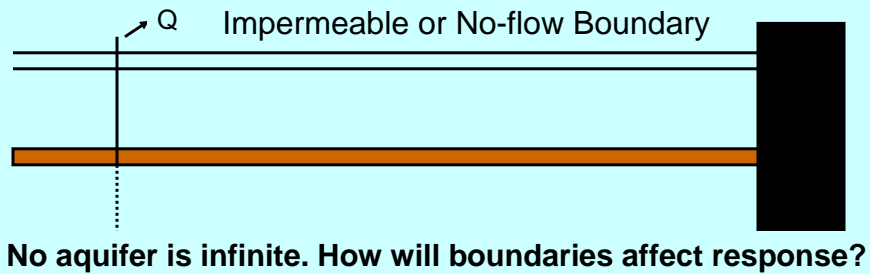 Q
Impermeable or No-flow Boundary
No aquifer is infinite. How will boundaries affect response?